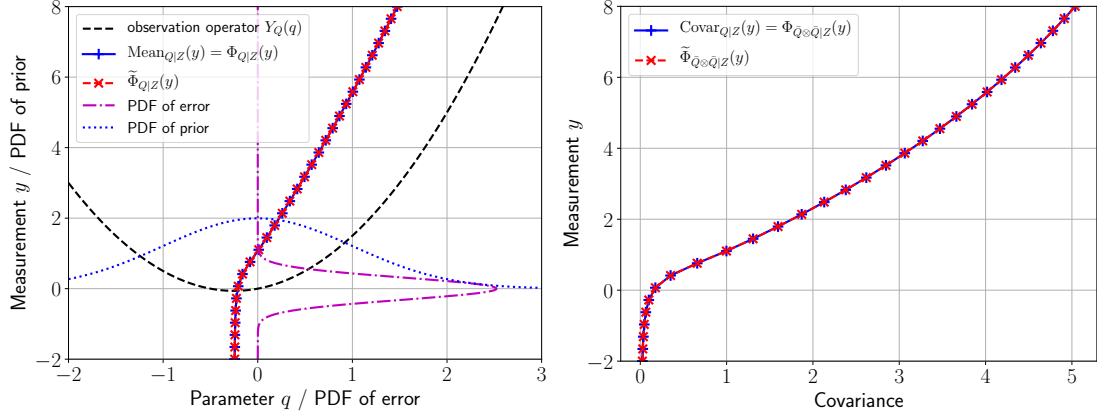 8
6
4
2
0
−2
−2
−1
0
1
2
3
Measurement y / PDF of prior
Parameter q / PDF of error
observation operator Y_Q(q)
Mean_{Q|Z}(y) = Φ_{Q|Z}(y)
Φ̃_{Q|Z}(y)
PDF of error
PDF of prior
8
6
4
2
0
−2
0
1
2
3
4
5
Measurement y
Covariance
Covar_{Q|Z}(y) = Φ_{Q̄⊗Q̄|Z}(y)
Φ̃_{Q̄⊗Q̄|Z}(y)